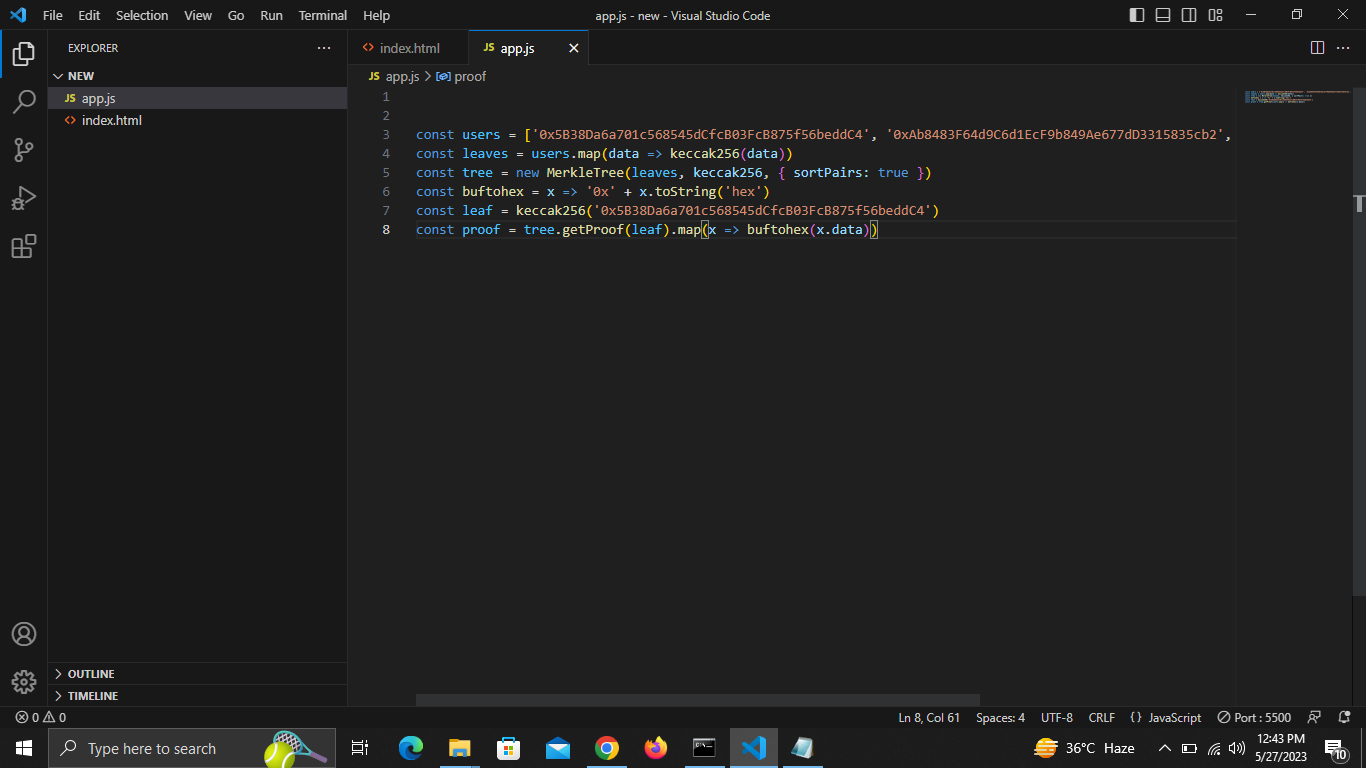 File Edit Selection View Go Run Terminal Help
app.js - new - Visual Studio Code
EXPLORER
NEW
JS app.js
index.html
OUTLINE
TIMELINE
index.html
JS app.js
JS app.js > proof
1
2
3 const users = ['0x5B38Da6a701c568545dCfcB03FcB875f56beddC4', '0xAb8483F64d9C6d1EcF9b849Ae677dD3315835cb2',
4 const leaves = users.map(data => keccak256(data))
5 const tree = new MerkleTree(leaves, keccak256, { sortPairs: true })
6 const buftohex = x => '0x' + x.toString('hex')
7 const leaf = keccak256('0x5B38Da6a701c568545dCfcB03FcB875f56beddC4')
8 const proof = tree.getProof(leaf).map(x => buftohex(x.data))
0 0
Ln 8, Col 61 Spaces: 4 UTF-8 CRLF {} JavaScript Port : 5500
Type here to search
36°C Haze
12:43 PM
5/27/2023
10